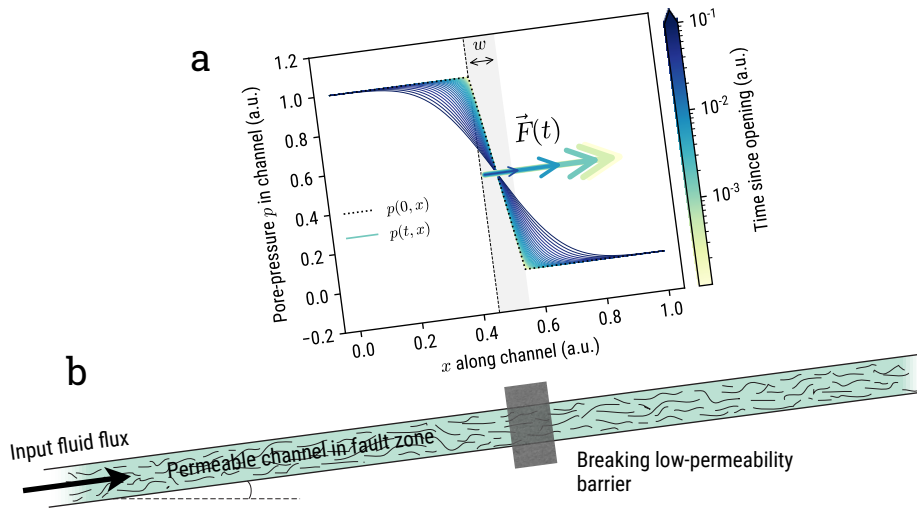 a
1.2
1.0
0.8
0.6
0.4
0.2
0.0
−0.2
Pore-pressure p in channel (a.u.)
w
F⃗(t)
p(0, x)
p(t, x)
0.0
0.2
0.4
0.6
0.8
1.0
x along channel (a.u.)
10⁻¹
10⁻²
10⁻³
Time since opening (a.u.)
b
Input fluid flux
Permeable channel in fault zone
Breaking low-permeability
barrier